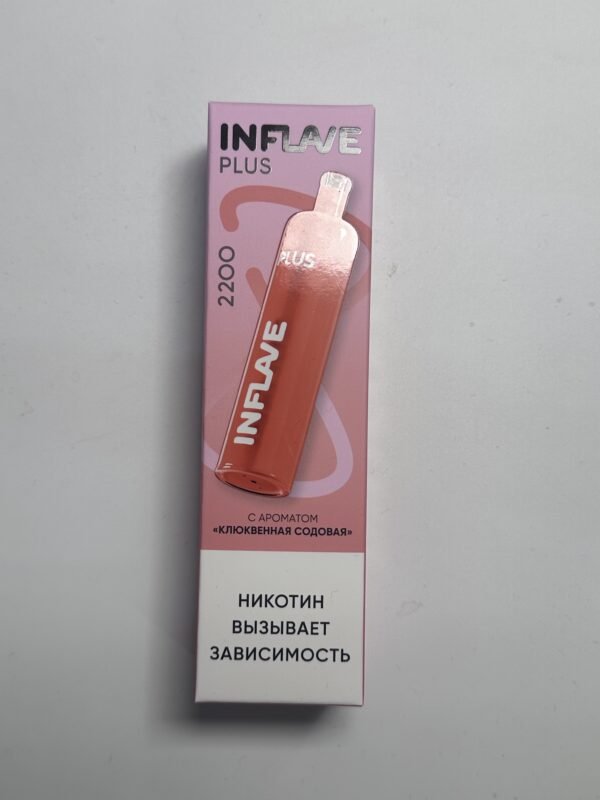 INFLAVE
PLUS
2200
PLUS
INFLAVE
С АРОМАТОМ
«КЛЮКВЕННАЯ СОДОВАЯ»
НИКОТИН
ВЫЗЫВАЕТ
ЗАВИСИМОСТЬ